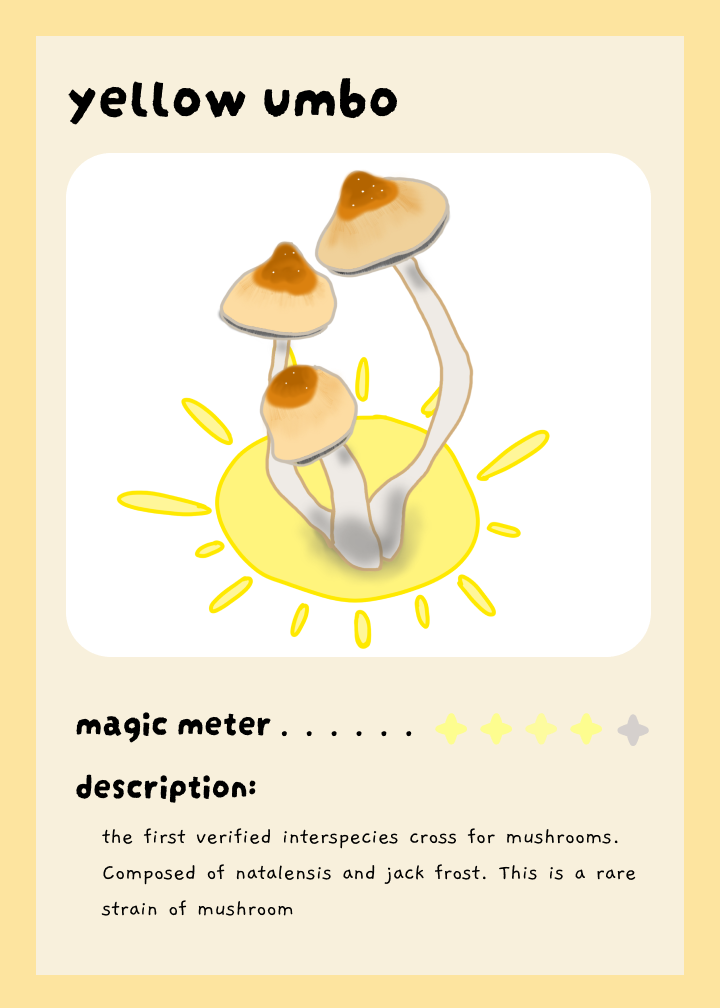 yellow umbo
magic meter . . . . . .
description:
the first verified interspecies cross for mushrooms.
Composed of natalensis and jack frost. This is a rare
strain of mushroom